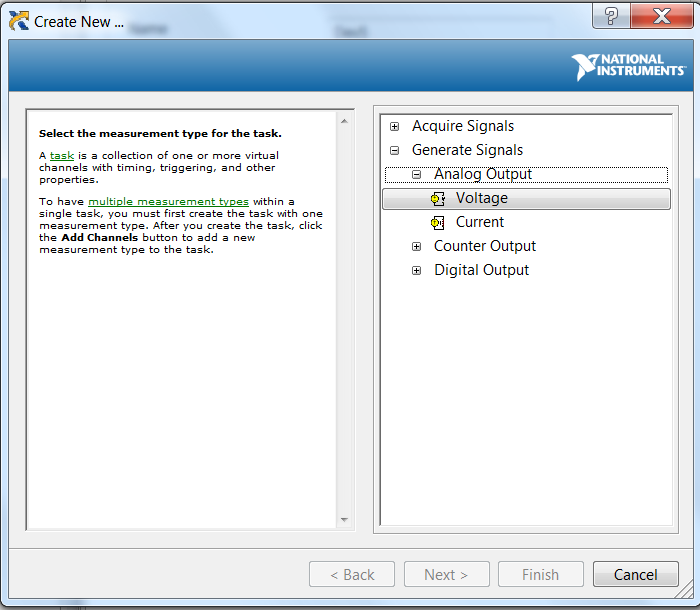 Create New ...
NATIONAL
INSTRUMENTS
Select the measurement type for the task.
A task is a collection of one or more virtual
channels with timing, triggering, and other
properties.
To have multiple measurement types within a
single task, you must first create the task with one
measurement type. After you create the task, click
the Add Channels button to add a new
measurement type to the task.
Acquire Signals
Generate Signals
Analog Output
Voltage
Current
Counter Output
Digital Output
< Back
Next >
Finish
Cancel